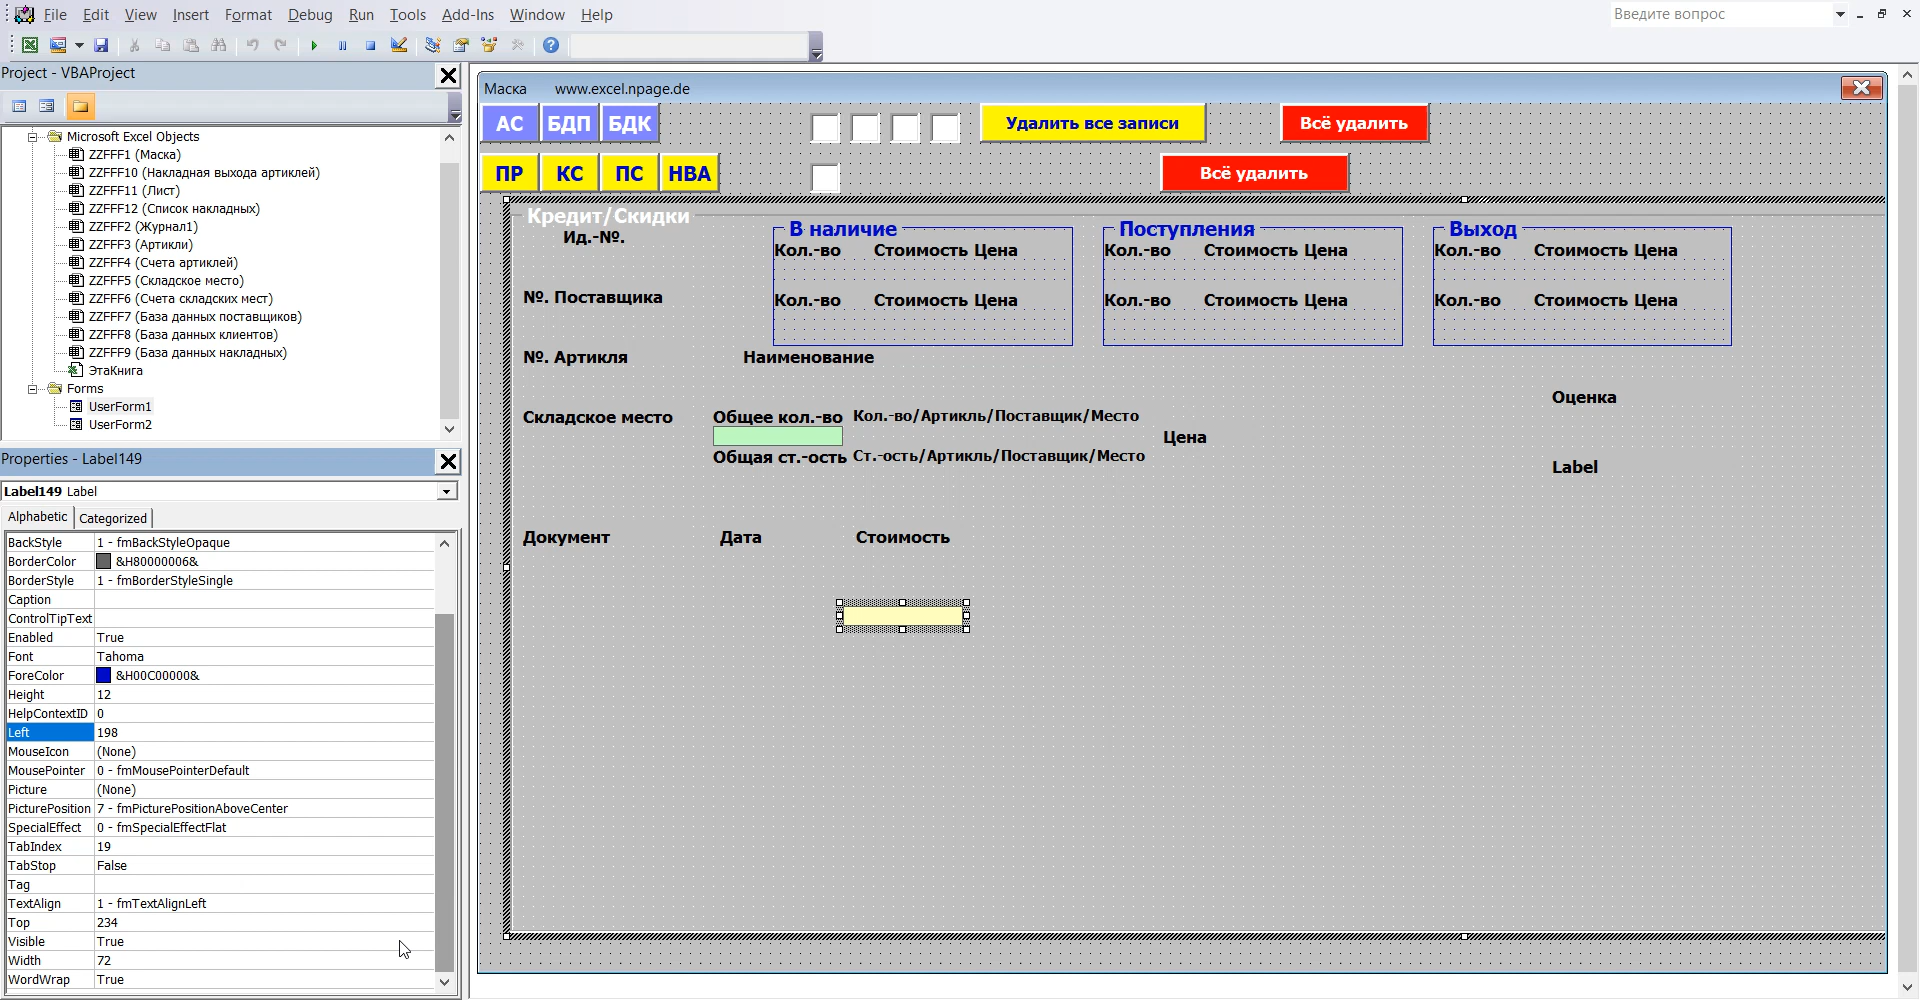 File Edit View Insert Format Debug Run Tools Add-Ins Window Help
Введите вопрос
Project - VBAProject
Microsoft Excel Objects
ZZFFF1 (Маска)
ZZFFF10 (Накладная выхода артиклей)
ZZFFF11 (Лист)
ZZFFF12 (Список накладных)
ZZFFF2 (Журнал1)
ZZFFF3 (Артикли)
ZZFFF4 (Счета артиклей)
ZZFFF5 (Складское место)
ZZFFF6 (Счета складских мест)
ZZFFF7 (База данных поставщиков)
ZZFFF8 (База данных клиентов)
ZZFFF9 (База данных накладных)
ЭтаКнига
Forms
UserForm1
UserForm2
Properties - Label149
Label149 Label
Alphabetic Categorized
BackStyle 1 - fmBackStyleOpaque
BorderColor &H80000006&
BorderStyle 1 - fmBorderStyleSingle
Caption
ControlTipText
Enabled True
Font Tahoma
ForeColor &H00C00000&
Height 12
HelpContextID 0
Left 198
MouseIcon (None)
MousePointer 0 - fmMousePointerDefault
Picture (None)
PicturePosition 7 - fmPicturePositionAboveCenter
SpecialEffect 0 - fmSpecialEffectFlat
TabIndex 19
TabStop False
Tag
TextAlign 1 - fmTextAlignLeft
Top 234
Visible True
Width 72
WordWrap True
Маска www.excel.npage.de
АС БДП БДК Удалить все записи Всё удалить
ПР КС ПС НВА Всё удалить
Кредит/Скидки
Ид.-№.
В наличие Поступления Выход
Кол.-во Стоимость Цена Кол.-во Стоимость Цена Кол.-во Стоимость Цена
№. Поставщика Кол.-во Стоимость Цена Кол.-во Стоимость Цена Кол.-во Стоимость Цена
№. Артикля Наименование
Оценка
Складское место Общее кол.-во Кол.-во/Артикль/Поставщик/Место
Цена
Общая ст.-ость Ст.-ость/Артикль/Поставщик/Место
Label
Документ Дата Стоимость